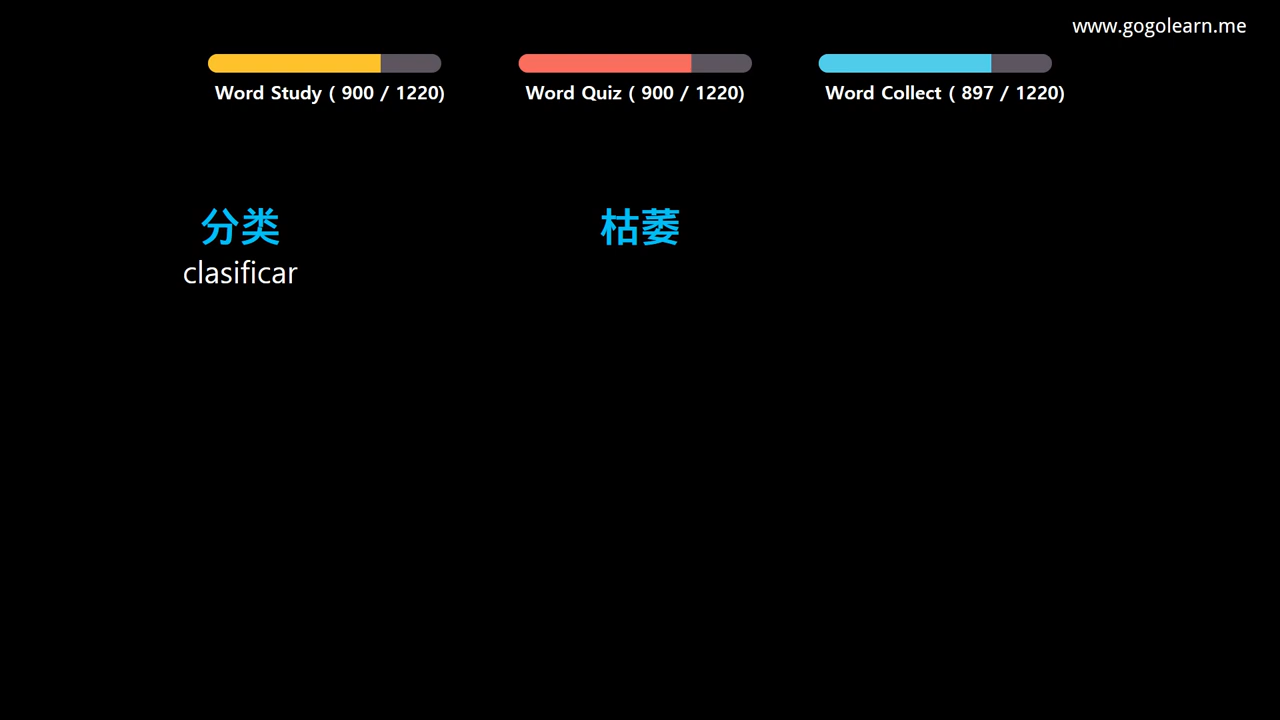 www.gogolearn.me
Word Study ( 900 / 1220)
Word Quiz ( 900 / 1220)
Word Collect ( 897 / 1220)
分类
枯萎
clasificar